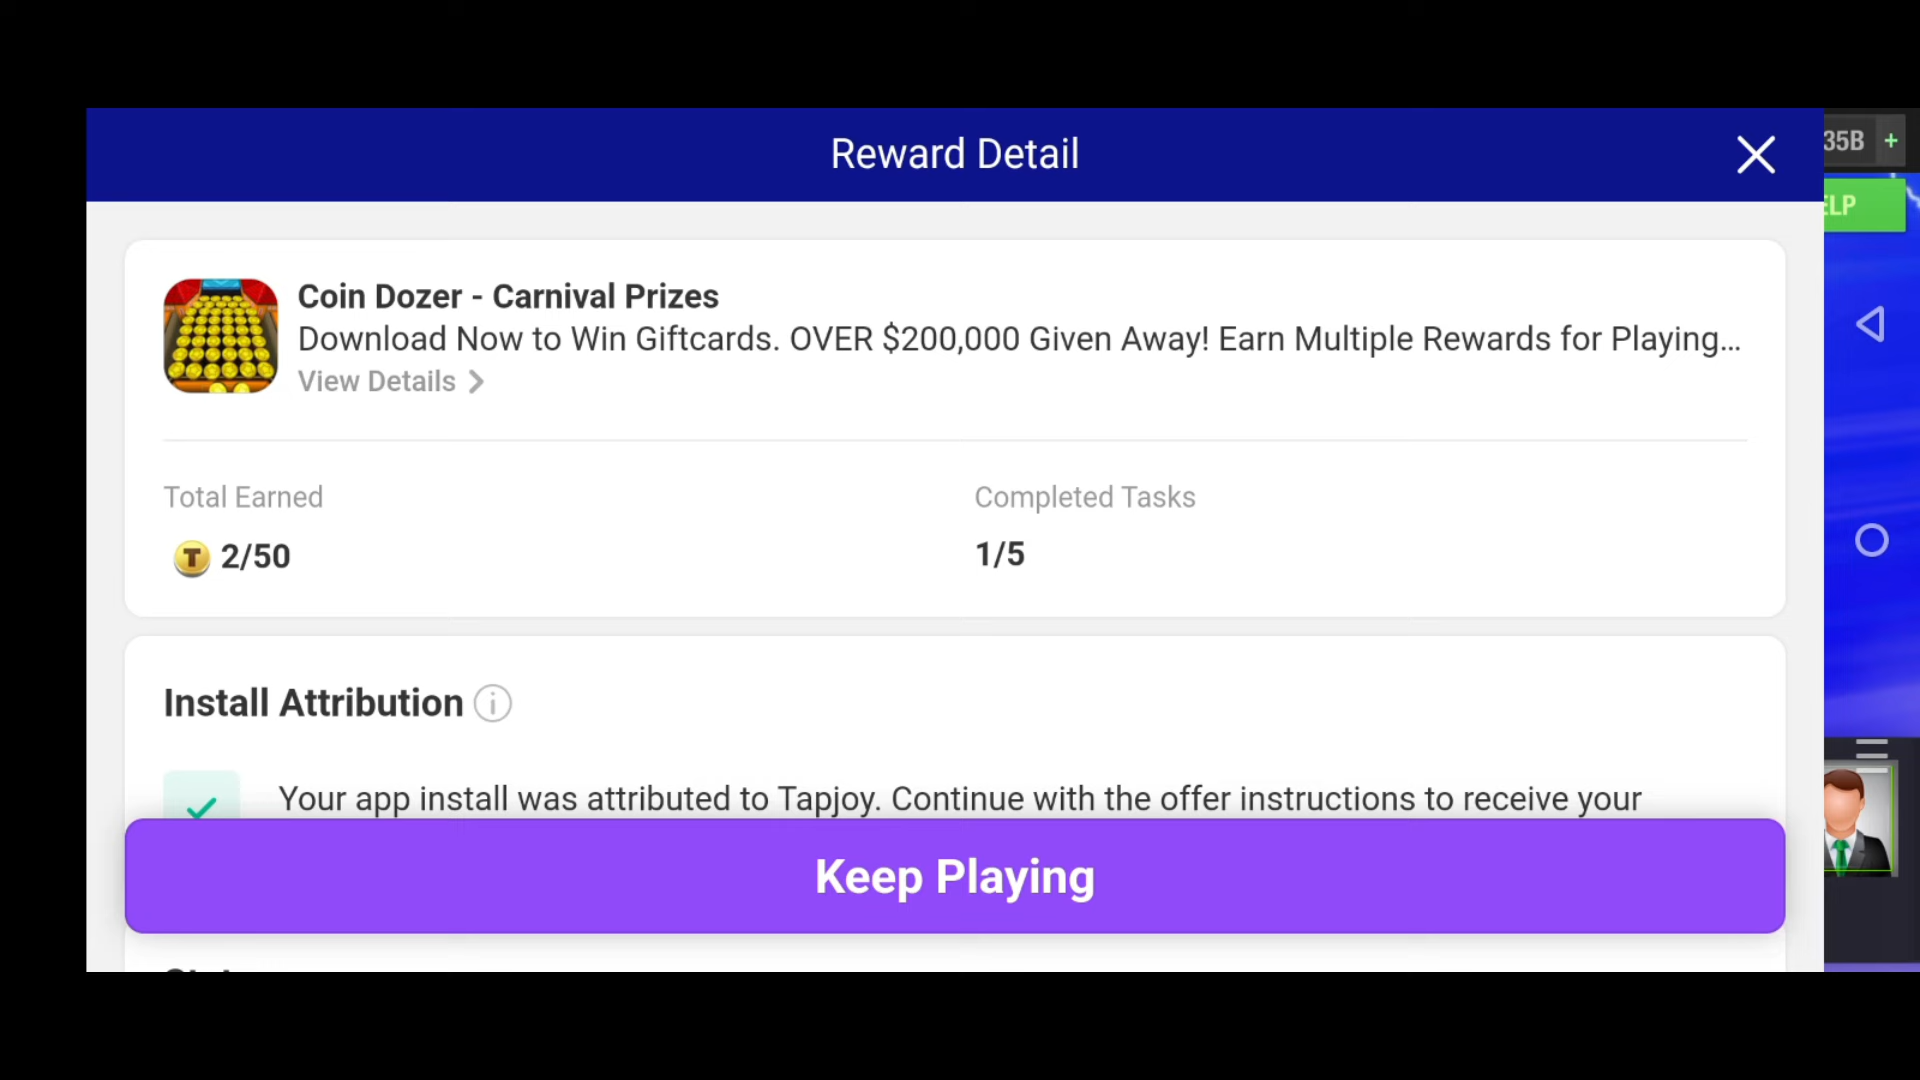 Reward Detail
35B +
ELP
Coin Dozer - Carnival Prizes
Download Now to Win Giftcards. OVER $200,000 Given Away! Earn Multiple Rewards for Playing...
View Details
Total Earned
Completed Tasks
T 2/50
1/5
Install Attribution i
Your app install was attributed to Tapjoy. Continue with the offer instructions to receive your
Keep Playing